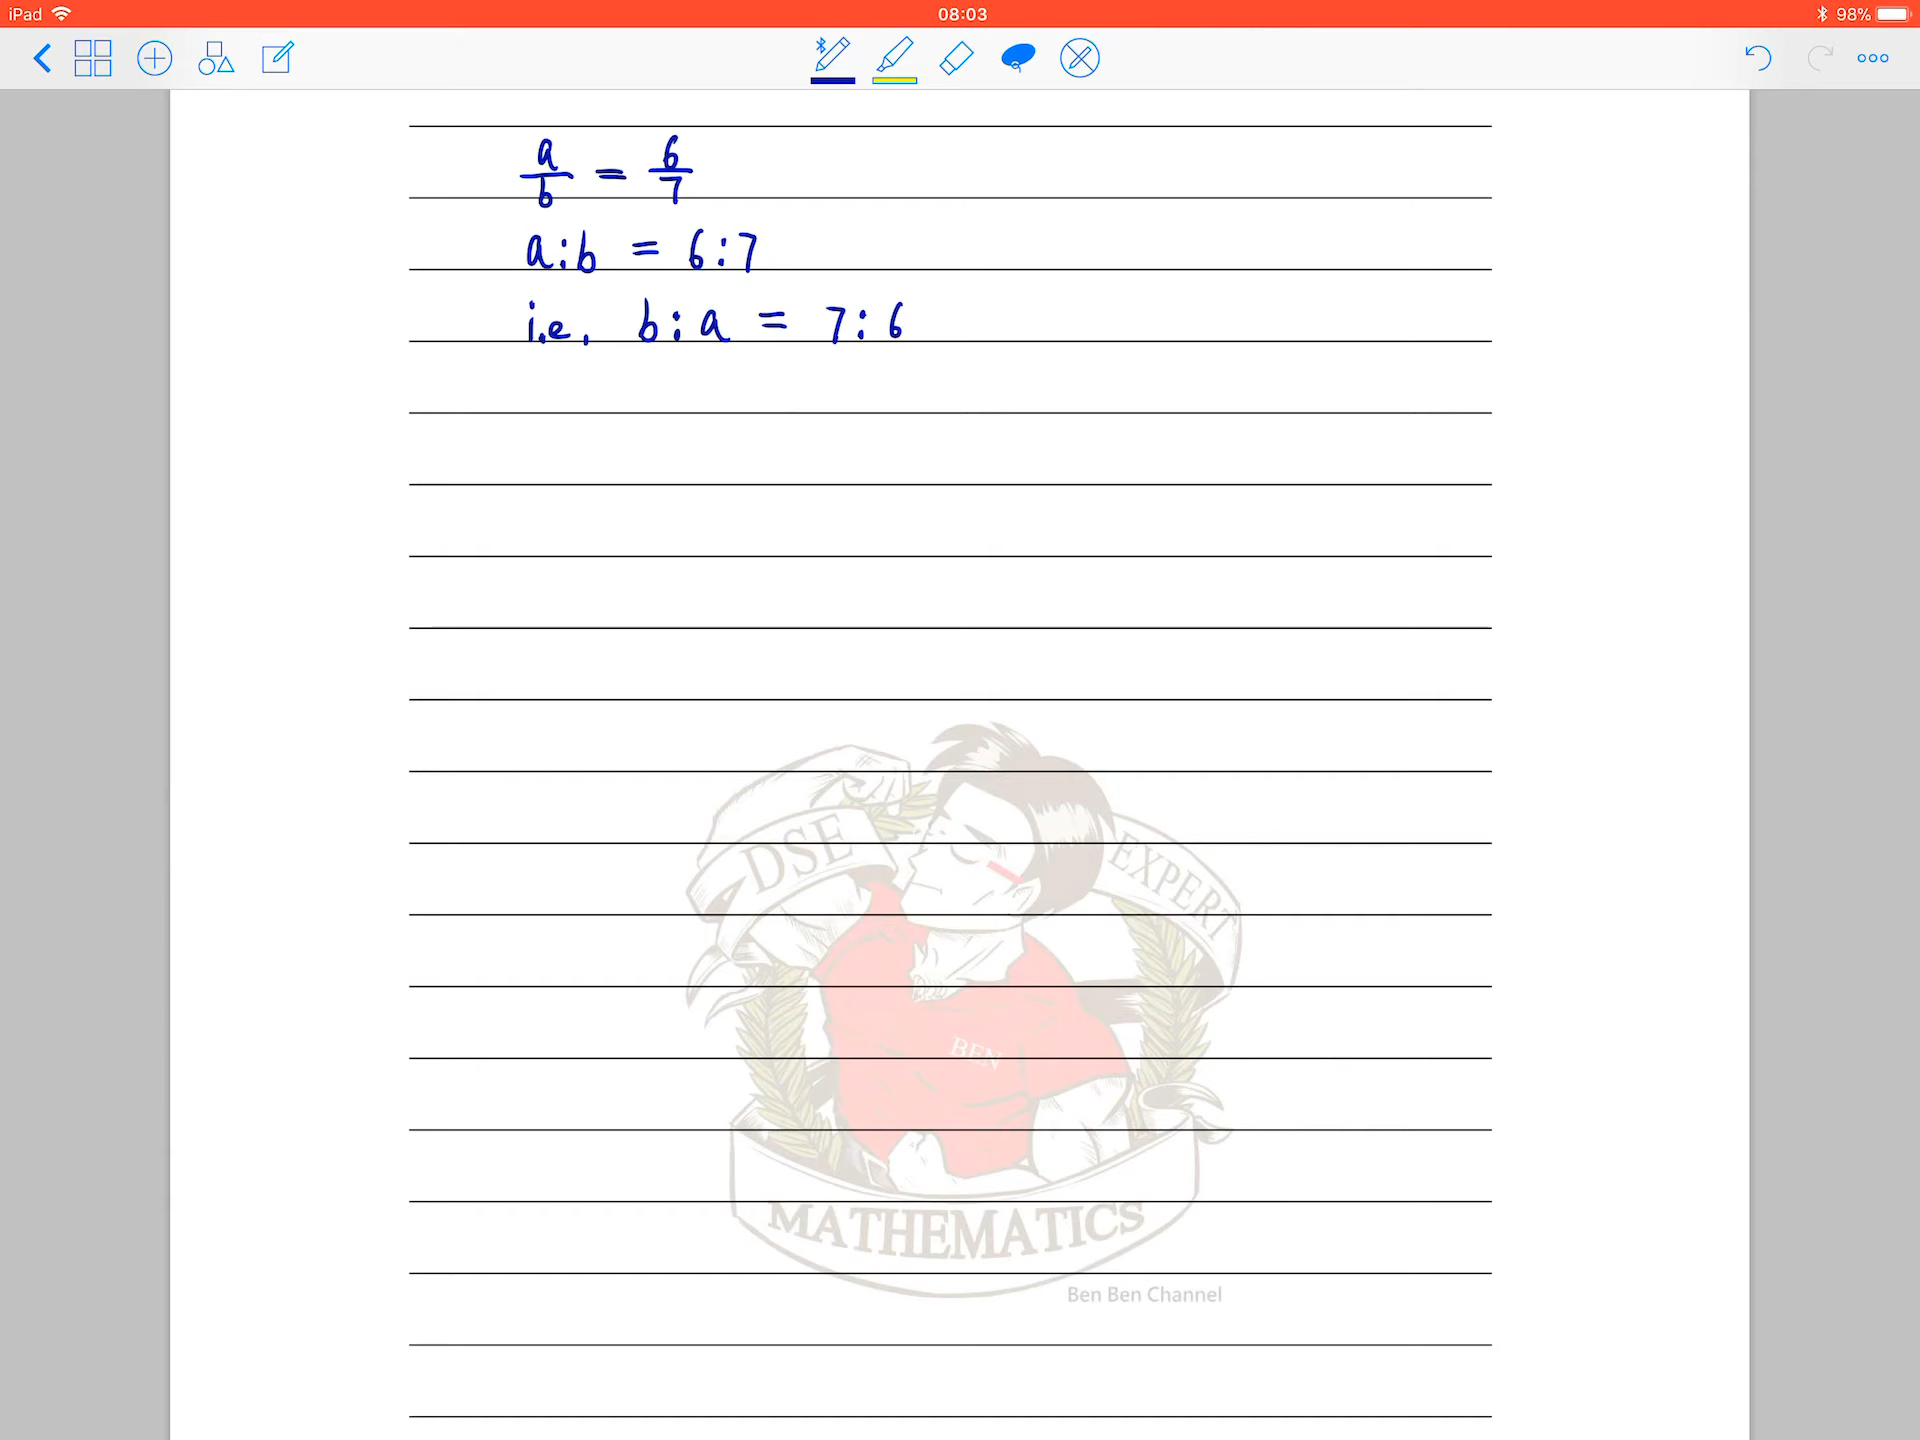 iPad 08:03 98%
a/b = 6/7
a:b = 6:7
i.e. b:a = 7:6
DSE EXPERT
BEN
MATHEMATICS
Ben Ben Channel